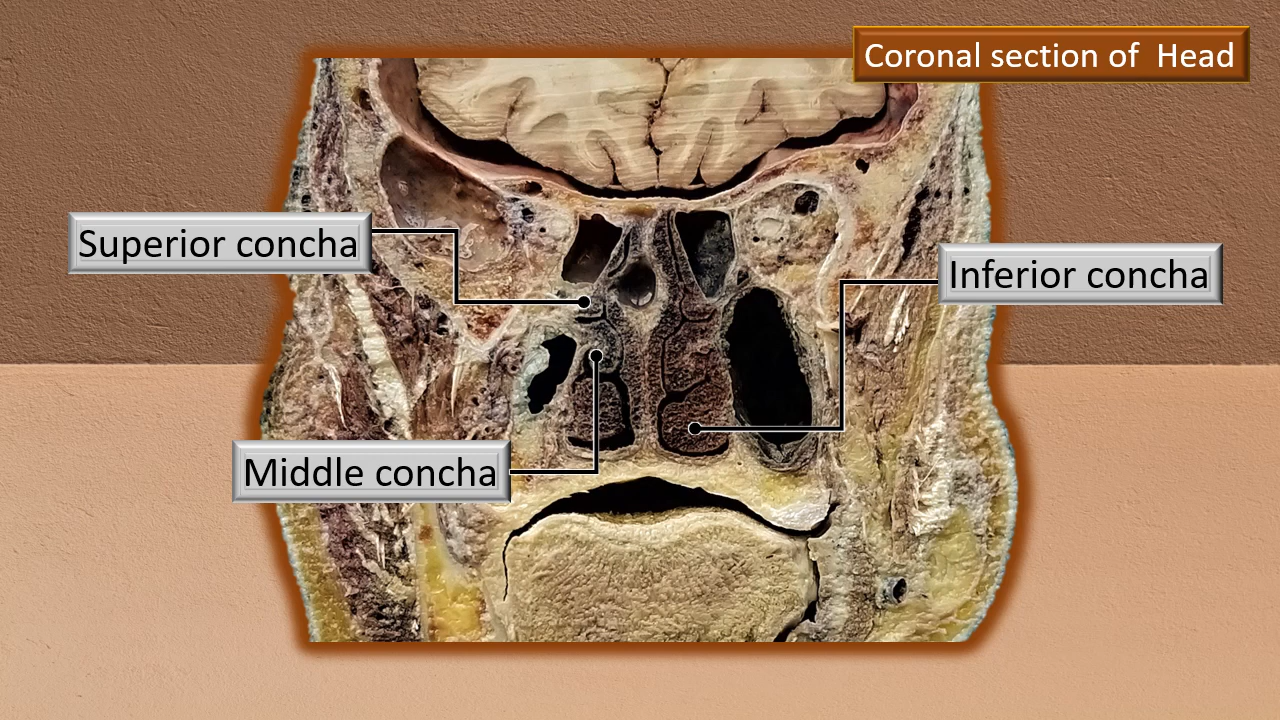 Coronal section of  Head
Superior concha
Inferior concha
Middle concha